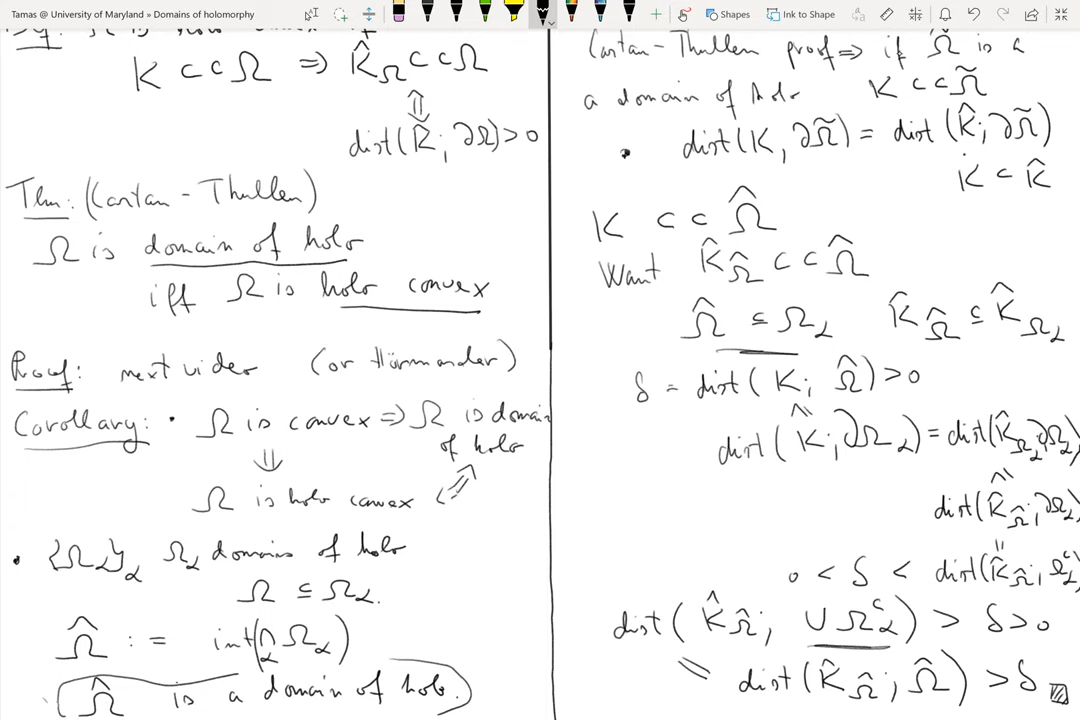 Tamas @ University of Maryland » Domains of holomorphy
Shapes
Ink to Shape
K ⊂⊂ Ω ⇒ K̂_Ω ⊂⊂ Ω
⇕
dist(K̂; ∂Ω) > 0
Thm: (Cartan - Thullen)
Ω is domain of holo
iff Ω is holo convex
Proof: next video (or Hörmander)
Corollary: • Ω is convex ⇒ Ω is domain
of holo
⇓
Ω is holo convex ⇔
• {Ω_α}_α Ω_α domains of holo
Ω ⊆ Ω_α.
Ω̂ := int(∩_α Ω_α)
(Ω̂ is a domain of holo.)
Cartan - Thullen proof ⇒ if Ω̃ is a
a domain of holo K ⊂⊂ Ω̃
• dist(K, ∂Ω̃) = dist(K̂; ∂Ω̃)
K ⊂ K̂
K ⊂⊂ Ω̂
Want K̂_Ω̂ ⊂⊂ Ω̂
Ω̂ ⊆ Ω_α K̂_Ω̂ ⊆ K̂_Ω_α
δ = dist(K; Ω̂) > 0
∧
dist(K; ∂Ω_α) = dist(K̂_Ω_α; ∂Ω_α)
∧
dist(K̂_Ω̂; ∂Ω_α)
=
0 < δ < dist(K̂_Ω̂; Ω_α^c)
dist(K̂_Ω̂; ∪Ω_α^c) > δ > 0
= dist(K̂_Ω̂; Ω̂) > δ